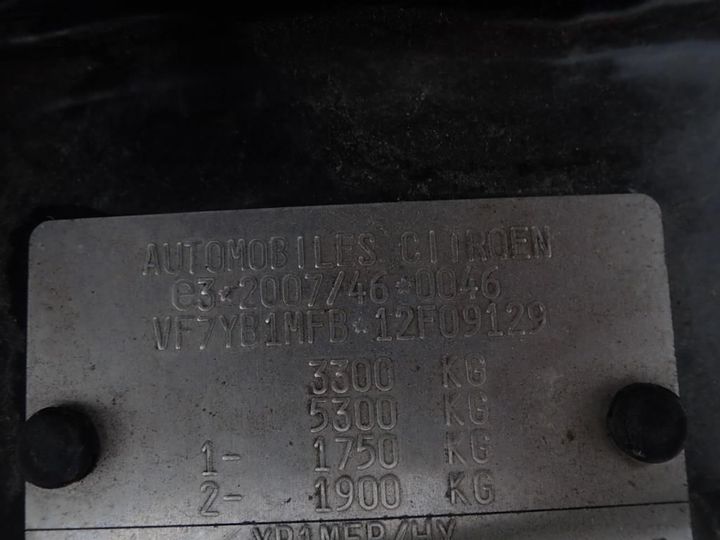 AUTOMOBILES CITROEN
e3*2007/46*0046
VF7YB1MFB*12F09129
3300 KG
5300 KG
1- 1750 KG
2- 1900 KG